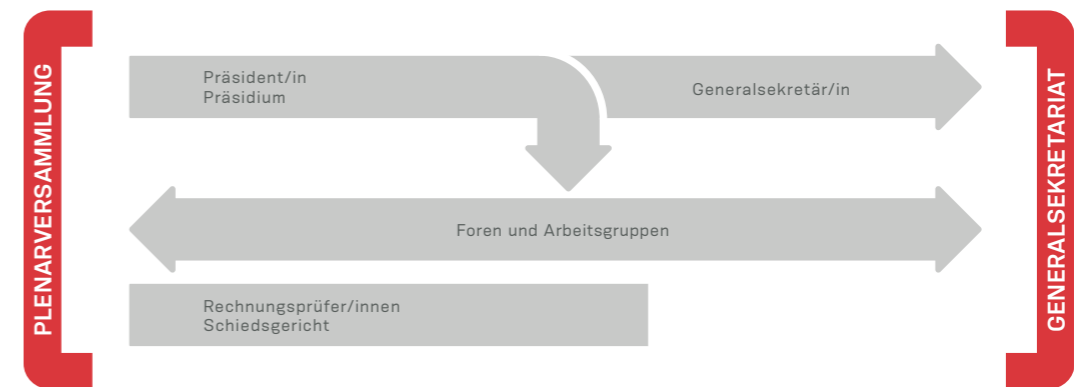 PLENARVERSAMMLUNG
Präsident/in
Präsidium
Generalsekretär/in
Foren und Arbeitsgruppen
Rechnungsprüfer/innen
Schiedsgericht
GENERALSEKRETARIAT